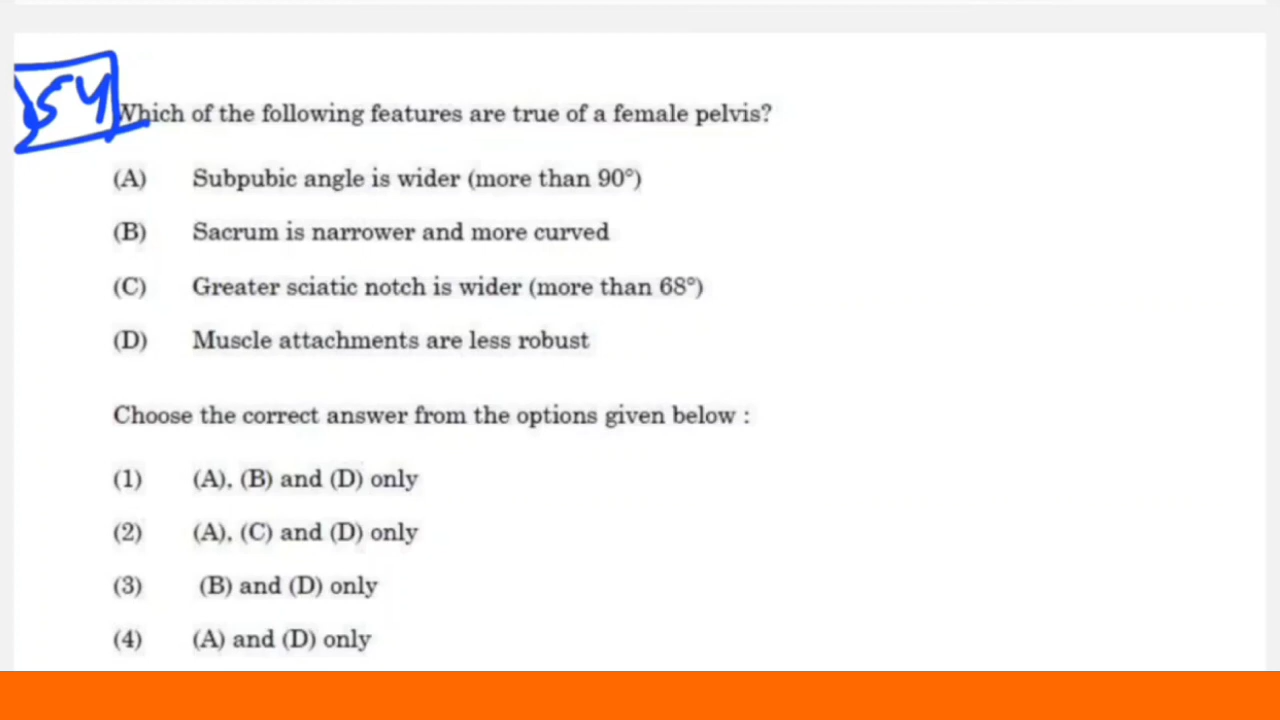 54
Which of the following features are true of a female pelvis?
(A) Subpubic angle is wider (more than 90°)
(B) Sacrum is narrower and more curved
(C) Greater sciatic notch is wider (more than 68°)
(D) Muscle attachments are less robust
Choose the correct answer from the options given below :
(1) (A), (B) and (D) only
(2) (A), (C) and (D) only
(3) (B) and (D) only
(4) (A) and (D) only